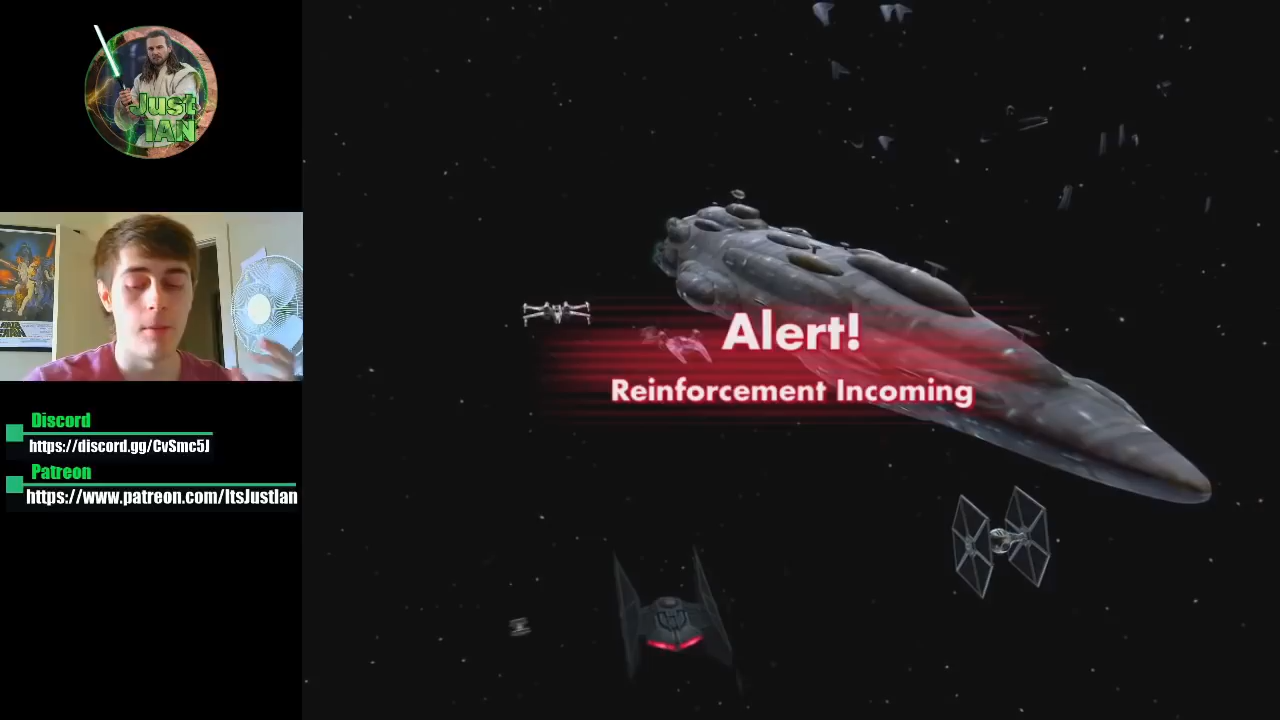 Just
IAN
Alert!
Reinforcement Incoming
Discord
https://discord.gg/CvSmc5J
Patreon
https://www.patreon.com/ItsJustIan